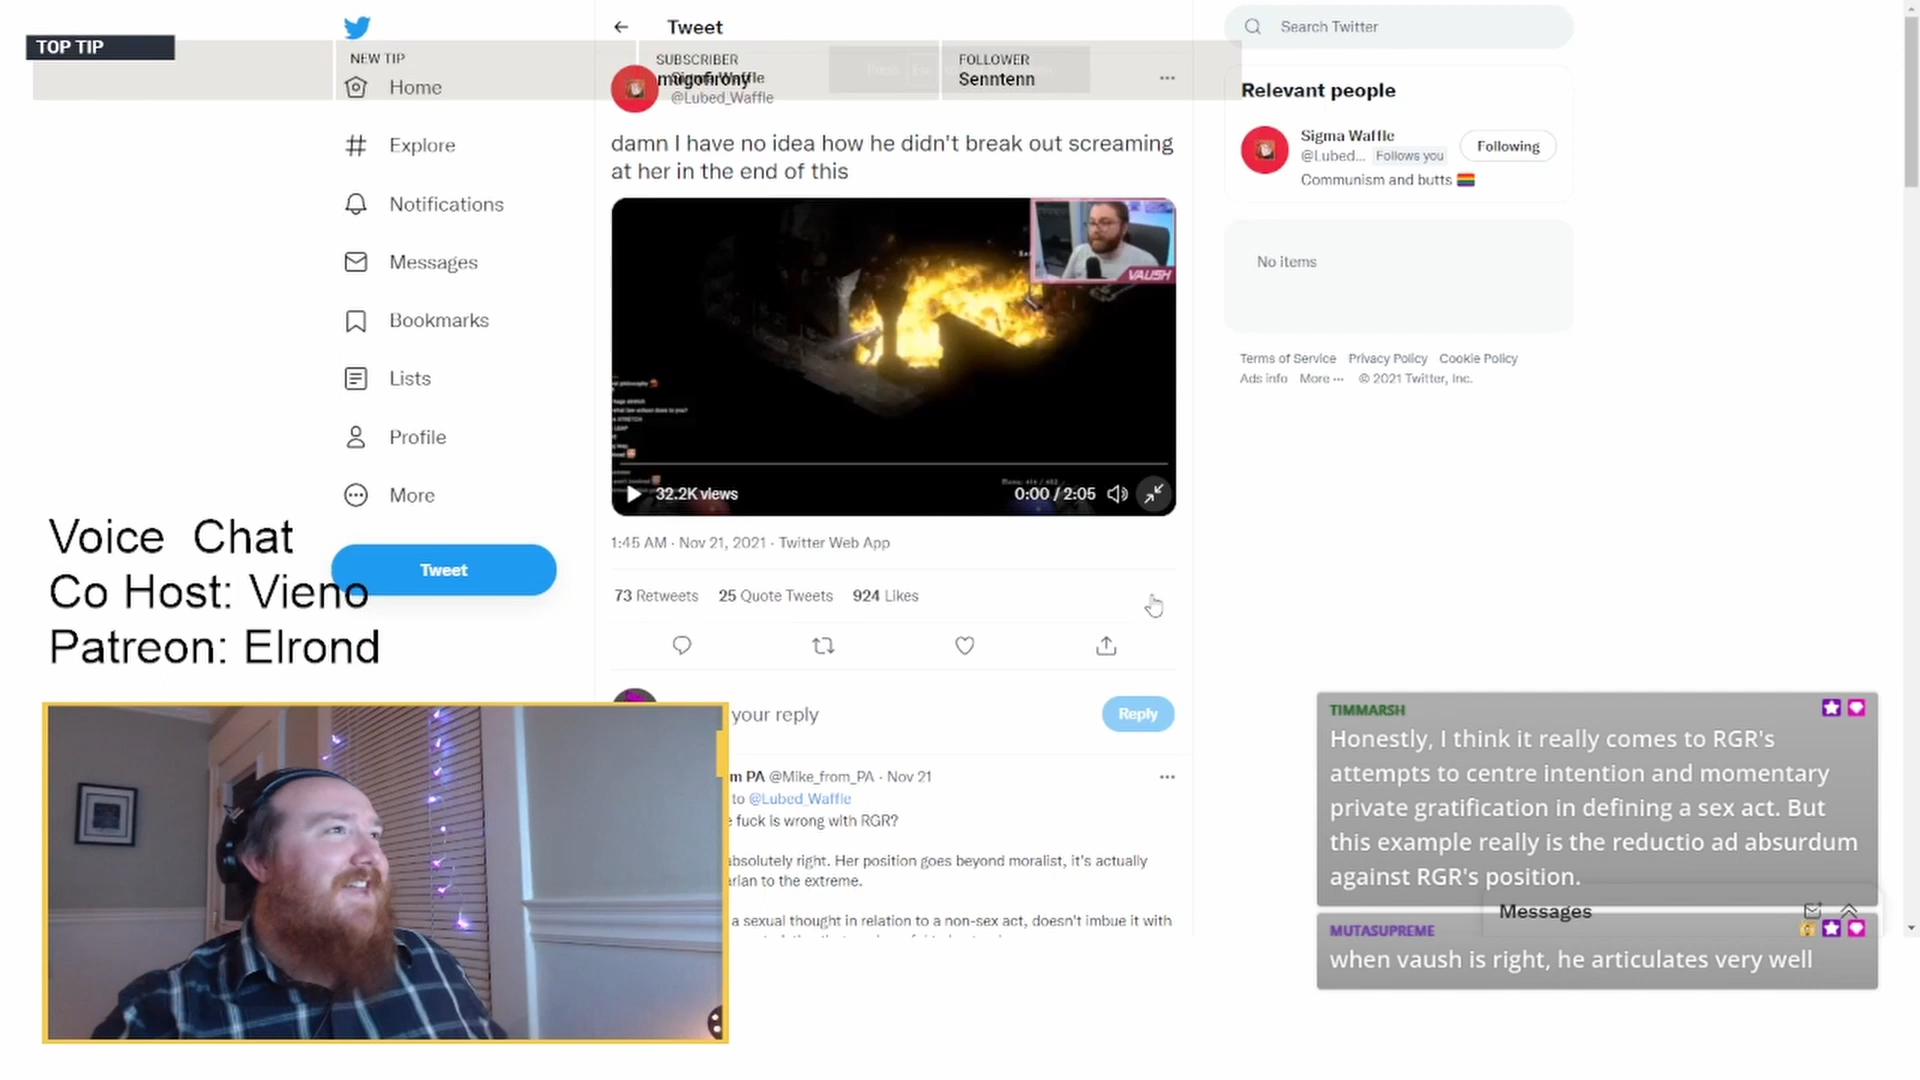 TOP TIP
NEW TIP
SUBSCRIBER
mugofirony
FOLLOWER
Senntenn
Home
Explore
Notifications
Messages
Bookmarks
Lists
Profile
More
Tweet
Voice Chat
Co Host: Vieno
Patreon: Elrond
Tweet
Sigma Waffle
@Lubed_Waffle
damn I have no idea how he didn't break out screaming
at her in the end of this
VAUSH
32.2K views
0:00 / 2:05
1:45 AM · Nov 21, 2021 · Twitter Web App
73 Retweets 25 Quote Tweets 924 Likes
your reply
Reply
m PA @Mike_from_PA · Nov 21
to @Lubed_Waffle
fuck is wrong with RGR?
absolutely right. Her position goes beyond moralist, it's actually
arian to the extreme.
a sexual thought in relation to a non-sex act, doesn't imbue it with
Search Twitter
Relevant people
Sigma Waffle
@Lubed... Follows you
Following
Communism and butts
No items
Terms of Service Privacy Policy Cookie Policy
Ads info More ··· © 2021 Twitter, Inc.
TIMMARSH
Honestly, I think it really comes to RGR's
attempts to centre intention and momentary
private gratification in defining a sex act. But
this example really is the reductio ad absurdum
against RGR's position.
Messages
MUTASUPREME
when vaush is right, he articulates very well